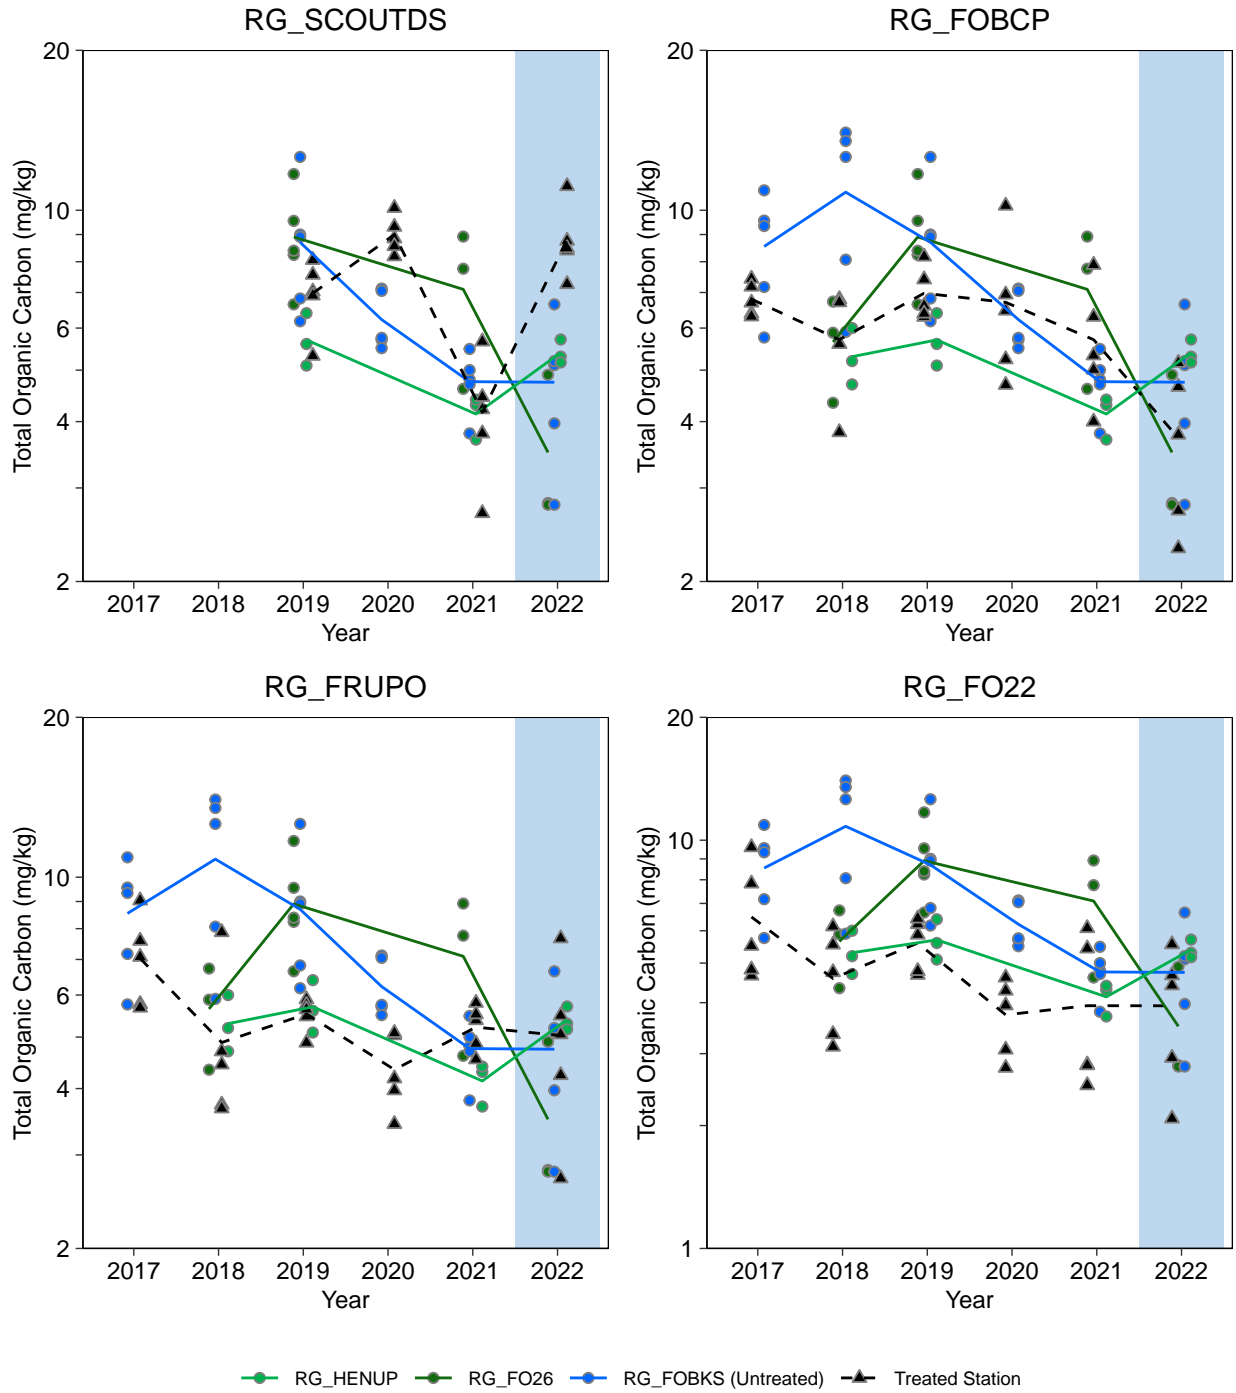 RG_SCOUTDS
Total Organic Carbon (mg/kg)
20
10
6
4
2
2017 2018 2019 2020 2021 2022
Year
RG_FOBCP
Total Organic Carbon (mg/kg)
20
10
6
4
2
2017 2018 2019 2020 2021 2022
Year
RG_FRUPO
Total Organic Carbon (mg/kg)
20
10
6
4
2
2017 2018 2019 2020 2021 2022
Year
RG_FO22
Total Organic Carbon (mg/kg)
20
10
1
2017 2018 2019 2020 2021 2022
Year
RG_HENUP RG_FO26 RG_FOBKS (Untreated) Treated Station